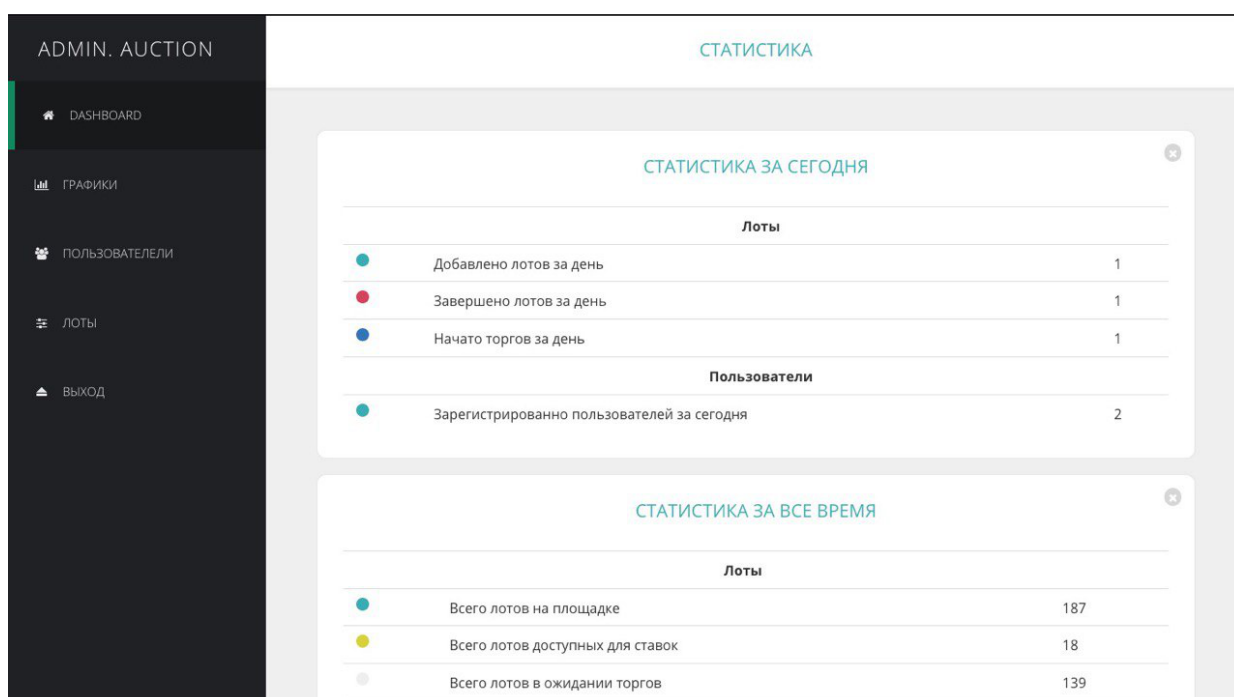 ADMIN. AUCTION
СТАТИСТИКА
DASHBOARD
ГРАФИКИ
ПОЛЬЗОВАТЕЛЕЛИ
ЛОТЫ
ВЫХОД
СТАТИСТИКА ЗА СЕГОДНЯ
Лоты
Добавлено лотов за день 1
Завершено лотов за день 1
Начато торгов за день 1
Пользователи
Зарегистрированно пользователей за сегодня 2
СТАТИСТИКА ЗА ВСЕ ВРЕМЯ
Лоты
Всего лотов на площадке 187
Всего лотов доступных для ставок 18
Всего лотов в ожидании торгов 139